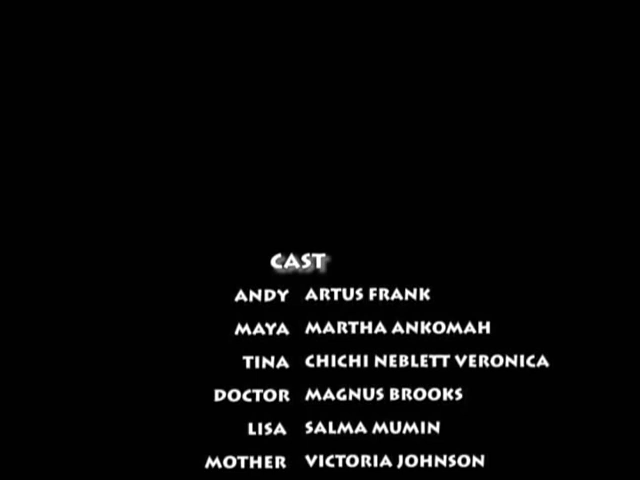 CAST
ANDY ARTUS FRANK
MAYA MARTHA ANKOMAH
TINA CHICHI NEBLETT VERONICA
DOCTOR MAGNUS BROOKS
LISA SALMA MUMIN
MOTHER VICTORIA JOHNSON